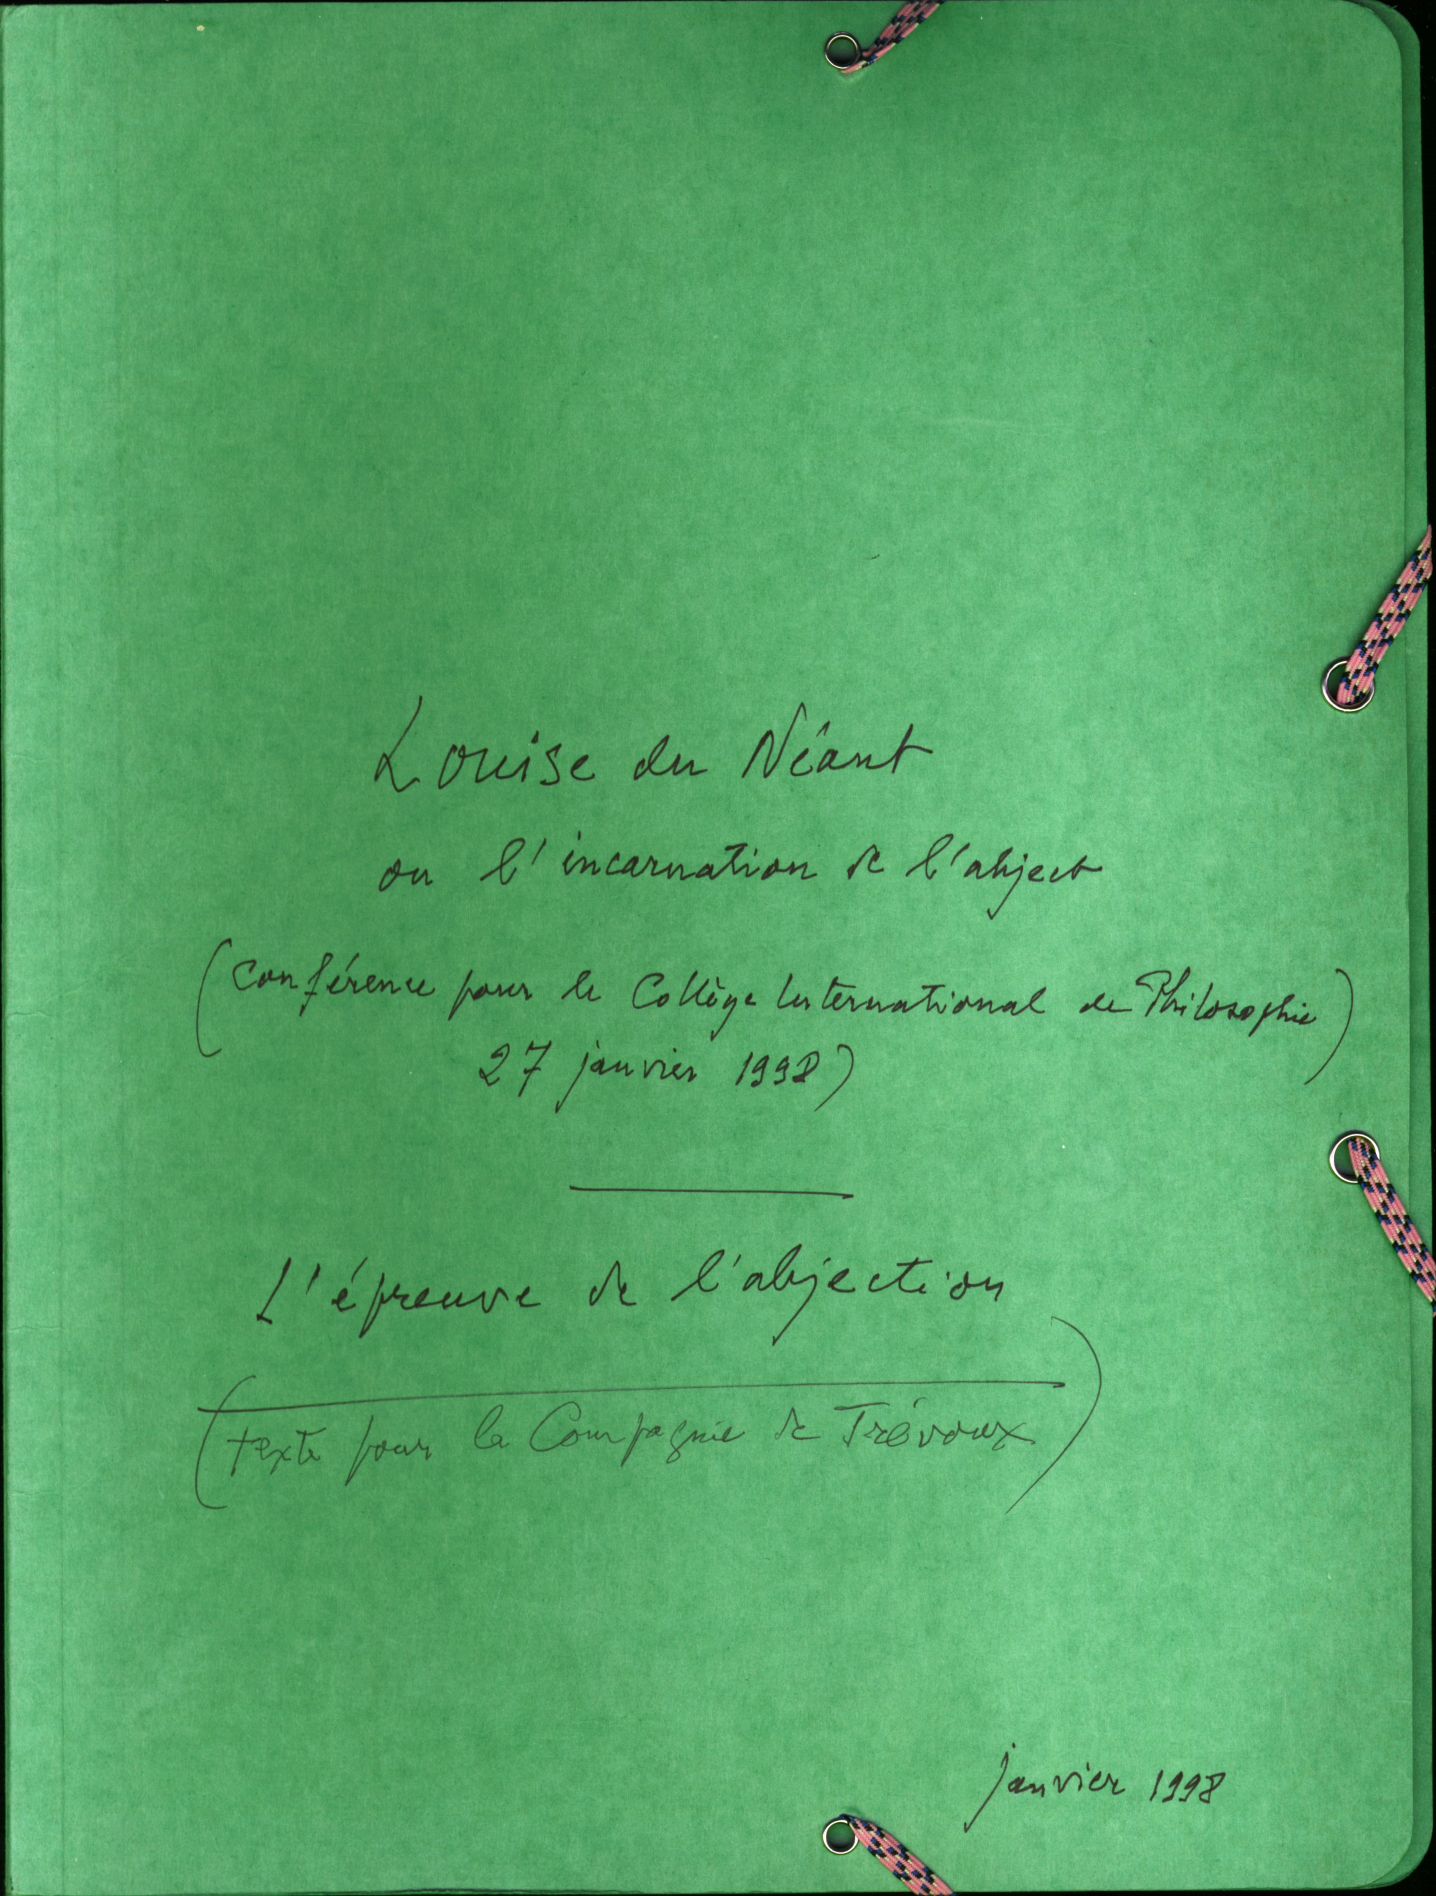 Louise du Néant
ou l'incarnation de l'abject
(conférence pour le Collège International de Philosophie)
27 janvier 1998)
L'épreuve de l'abjection
(texte pour la Compagnie de Trévoux)
janvier 1998